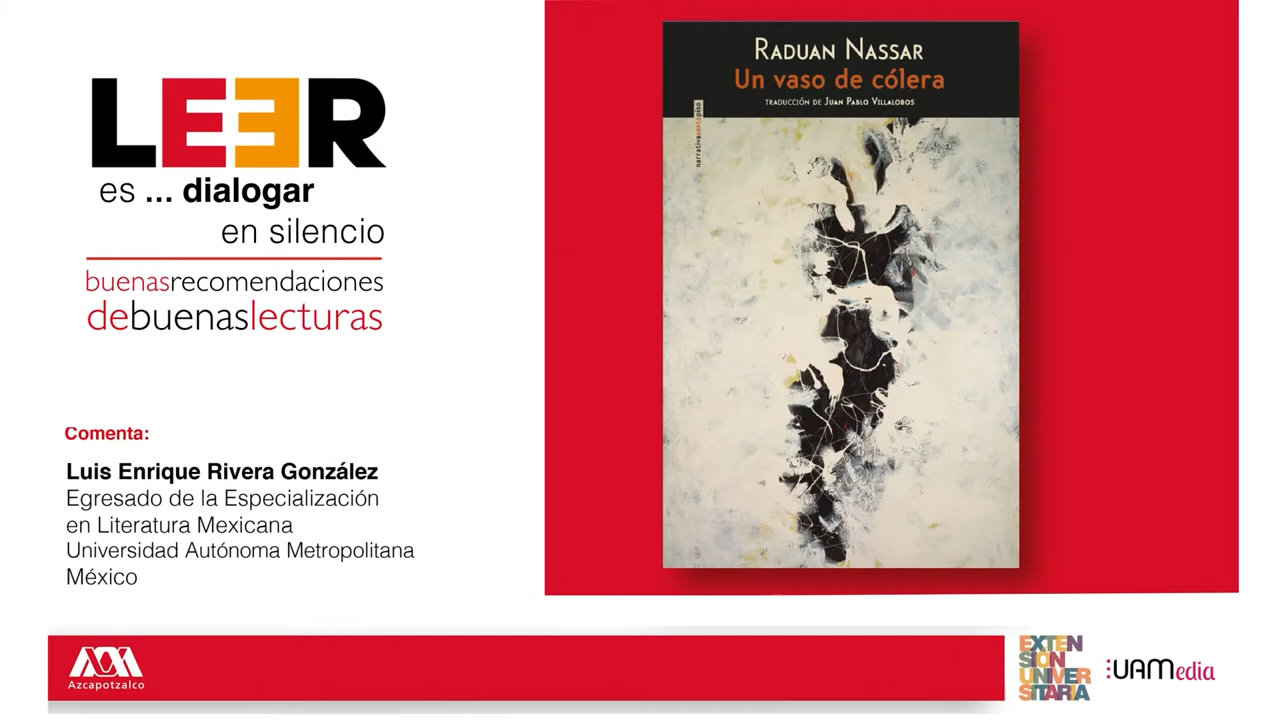 LEER
es ... dialogar
en silencio
buenasrecomendaciones
debuenaslecturas
Comenta:
Luis Enrique Rivera González
Egresado de la Especialización
en Literatura Mexicana
Universidad Autónoma Metropolitana
México
RADUAN NASSAR
Un vaso de cólera
TRADUCCIÓN DE JUAN PABLO VILLALOBOS
narrativasextopiso
Azcapotzalco
EXTEN
SIÓN
UNIVER
SITARIA
UAMedia